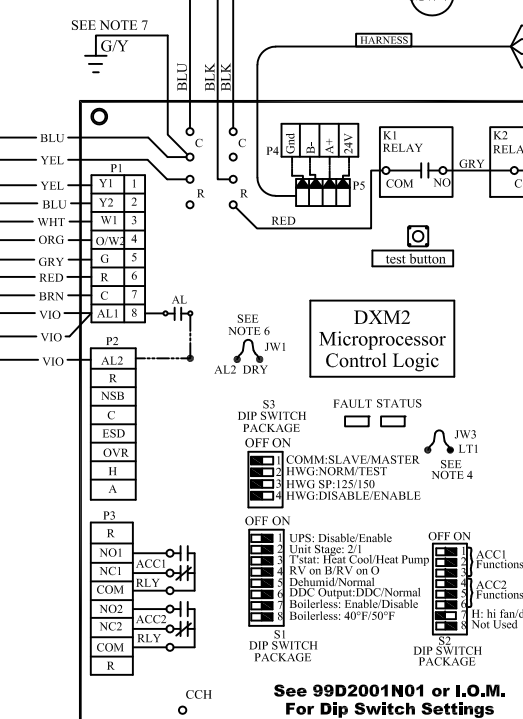 SEE NOTE 7
G/Y
BLU
BLK
BLK
HARNESS
BLU
YEL
C
C
P4
Gnd
B-
A+
24V
P5
K1
RELAY
COM
NO
GRY
K2
C
R
R
RED
test button
P1
YEL
Y1
1
BLU
Y2
2
WHT
W1
3
ORG
4
GRY
G
5
RED
R
6
BRN
C
7
VIO
AL1
8
AL
VIO
VIO
P2
AL2
R
NSB
C
ESD
OVR
H
A
SEE
NOTE 6
JW1
AL2 DRY
DXM2
Microprocessor
Control Logic
FAULT STATUS
JW3
LT1
SEE
NOTE 4
S3
DIP SWITCH
PACKAGE
OFF ON
1 COMM:SLAVE/MASTER
2 HWG:NORM/TEST
3 HWG SP:125/150
4 HWG:DISABLE/ENABLE
P3
R
NO1
NC1
COM
NO2
NC2
COM
R
ACC1
RLY
ACC2
RLY
OFF ON
1 UPS: Disable/Enable
2 Unit Stage: 2/1
3 T'stat: Heat Cool/Heat Pump
4 RV on B/RV on O
5 Dehumid/Normal
6 DDC Output:DDC/Normal
7 Boilerless: Enable/Disable
8 Boilerless: 40°F/50°F
S1
DIP SWITCH
PACKAGE
OFF ON
1
2
3
ACC1
Functions
4
5
6
ACC2
Functions
7 H: hi fan/d
8 Not Used
S2
DIP SWITCH
PACKAGE
CCH
See 99D2001N01 or I.O.M.
For Dip Switch Settings